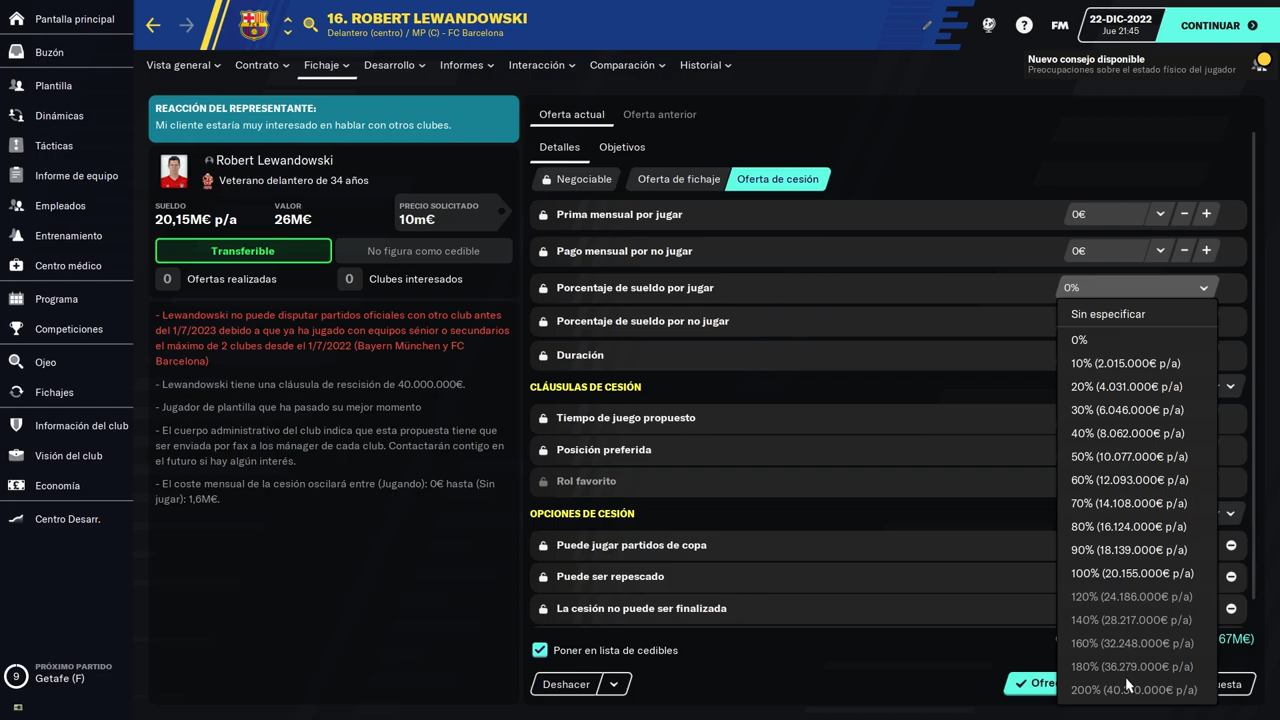 Pantalla principal
Buzón
Plantilla
Dinámicas
Tácticas
Informe de equipo
Empleados
Entrenamiento
Centro médico
Programa
Competiciones
Ojeo
Fichajes
Información del club
Visión del club
Economía
Centro Desarr.
9
PRÓXIMO PARTIDO
Getafe (F)
16. ROBERT LEWANDOWSKI
Delantero (centro) / MP (C) - FC Barcelona
FM
22-DIC-2022
Jue 21:45
CONTINUAR
Vista general
Contrato
Fichaje
Desarrollo
Informes
Interacción
Comparación
Historial
Nuevo consejo disponible
Preocupaciones sobre el estado físico del jugador
REACCIÓN DEL REPRESENTANTE:
Mi cliente estaría muy interesado en hablar con otros clubes.
Robert Lewandowski
Veterano delantero de 34 años
SUELDO
20,15M€ p/a
VALOR
26M€
PRECIO SOLICITADO
10m€
Transferible
No figura como cedible
0 Ofertas realizadas
0 Clubes interesados
- Lewandowski no puede disputar partidos oficiales con otro club antes
del 1/7/2023 debido a que ya ha jugado con equipos sénior o secundarios
el máximo de 2 clubes desde el 1/7/2022 (Bayern München y FC
Barcelona)
- Lewandowski tiene una cláusula de rescisión de 40.000.000€.
- Jugador de plantilla que ha pasado su mejor momento
- El cuerpo administrativo del club indica que esta propuesta tiene que
ser enviada por fax a los mánager de cada club. Contactarán contigo en
el futuro si hay algún interés.
- El coste mensual de la cesión oscilará entre (Jugando): 0€ hasta (Sin
jugar): 1,6M€.
Oferta actual
Oferta anterior
Detalles
Objetivos
Negociable
Oferta de fichaje
Oferta de cesión
Prima mensual por jugar
0€
Pago mensual por no jugar
0€
Porcentaje de sueldo por jugar
0%
Porcentaje de sueldo por no jugar
Duración
CLÁUSULAS DE CESIÓN
Tiempo de juego propuesto
Posición preferida
Rol favorito
OPCIONES DE CESIÓN
Puede jugar partidos de copa
Puede ser repescado
La cesión no puede ser finalizada
Sin especificar
0%
10% (2.015.000€ p/a)
20% (4.031.000€ p/a)
30% (6.046.000€ p/a)
40% (8.062.000€ p/a)
50% (10.077.000€ p/a)
60% (12.093.000€ p/a)
70% (14.108.000€ p/a)
80% (16.124.000€ p/a)
90% (18.139.000€ p/a)
100% (20.155.000€ p/a)
120% (24.186.000€ p/a)
140% (28.217.000€ p/a)
160% (32.248.000€ p/a)
180% (36.279.000€ p/a)
200% p/a)
67M€)
Poner en lista de cedibles
Deshacer